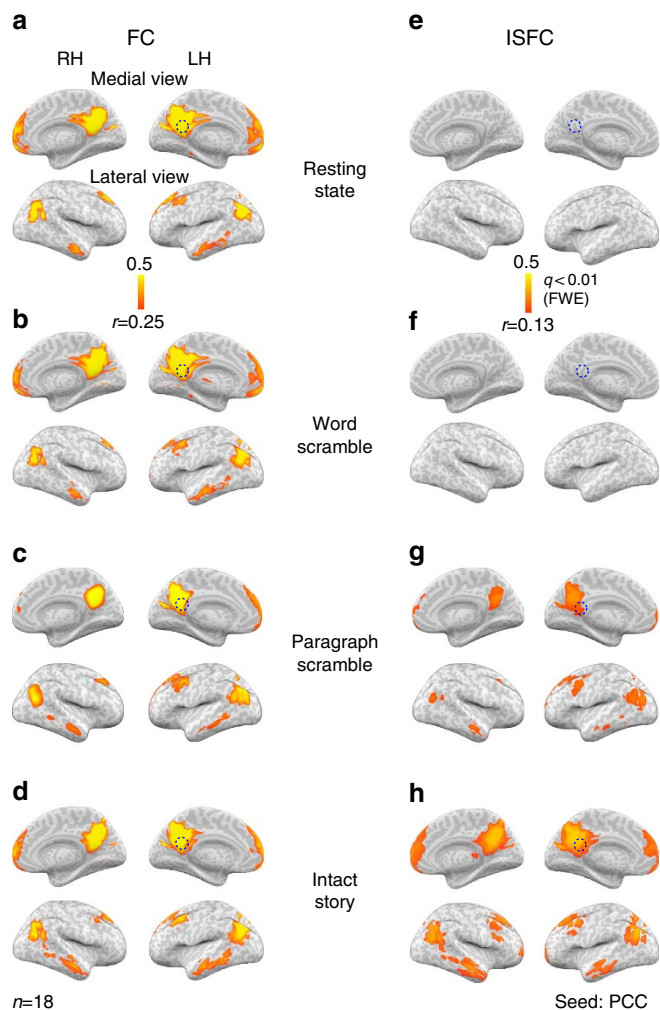 a
FC
RH
LH
Medial view
Lateral view
0.5
r=0.25
e
ISFC
Resting
state
0.5
q<0.01
(FWE)
r=0.13
b
f
Word
scramble
c
g
Paragraph
scramble
d
h
Intact
story
n=18
Seed: PCC